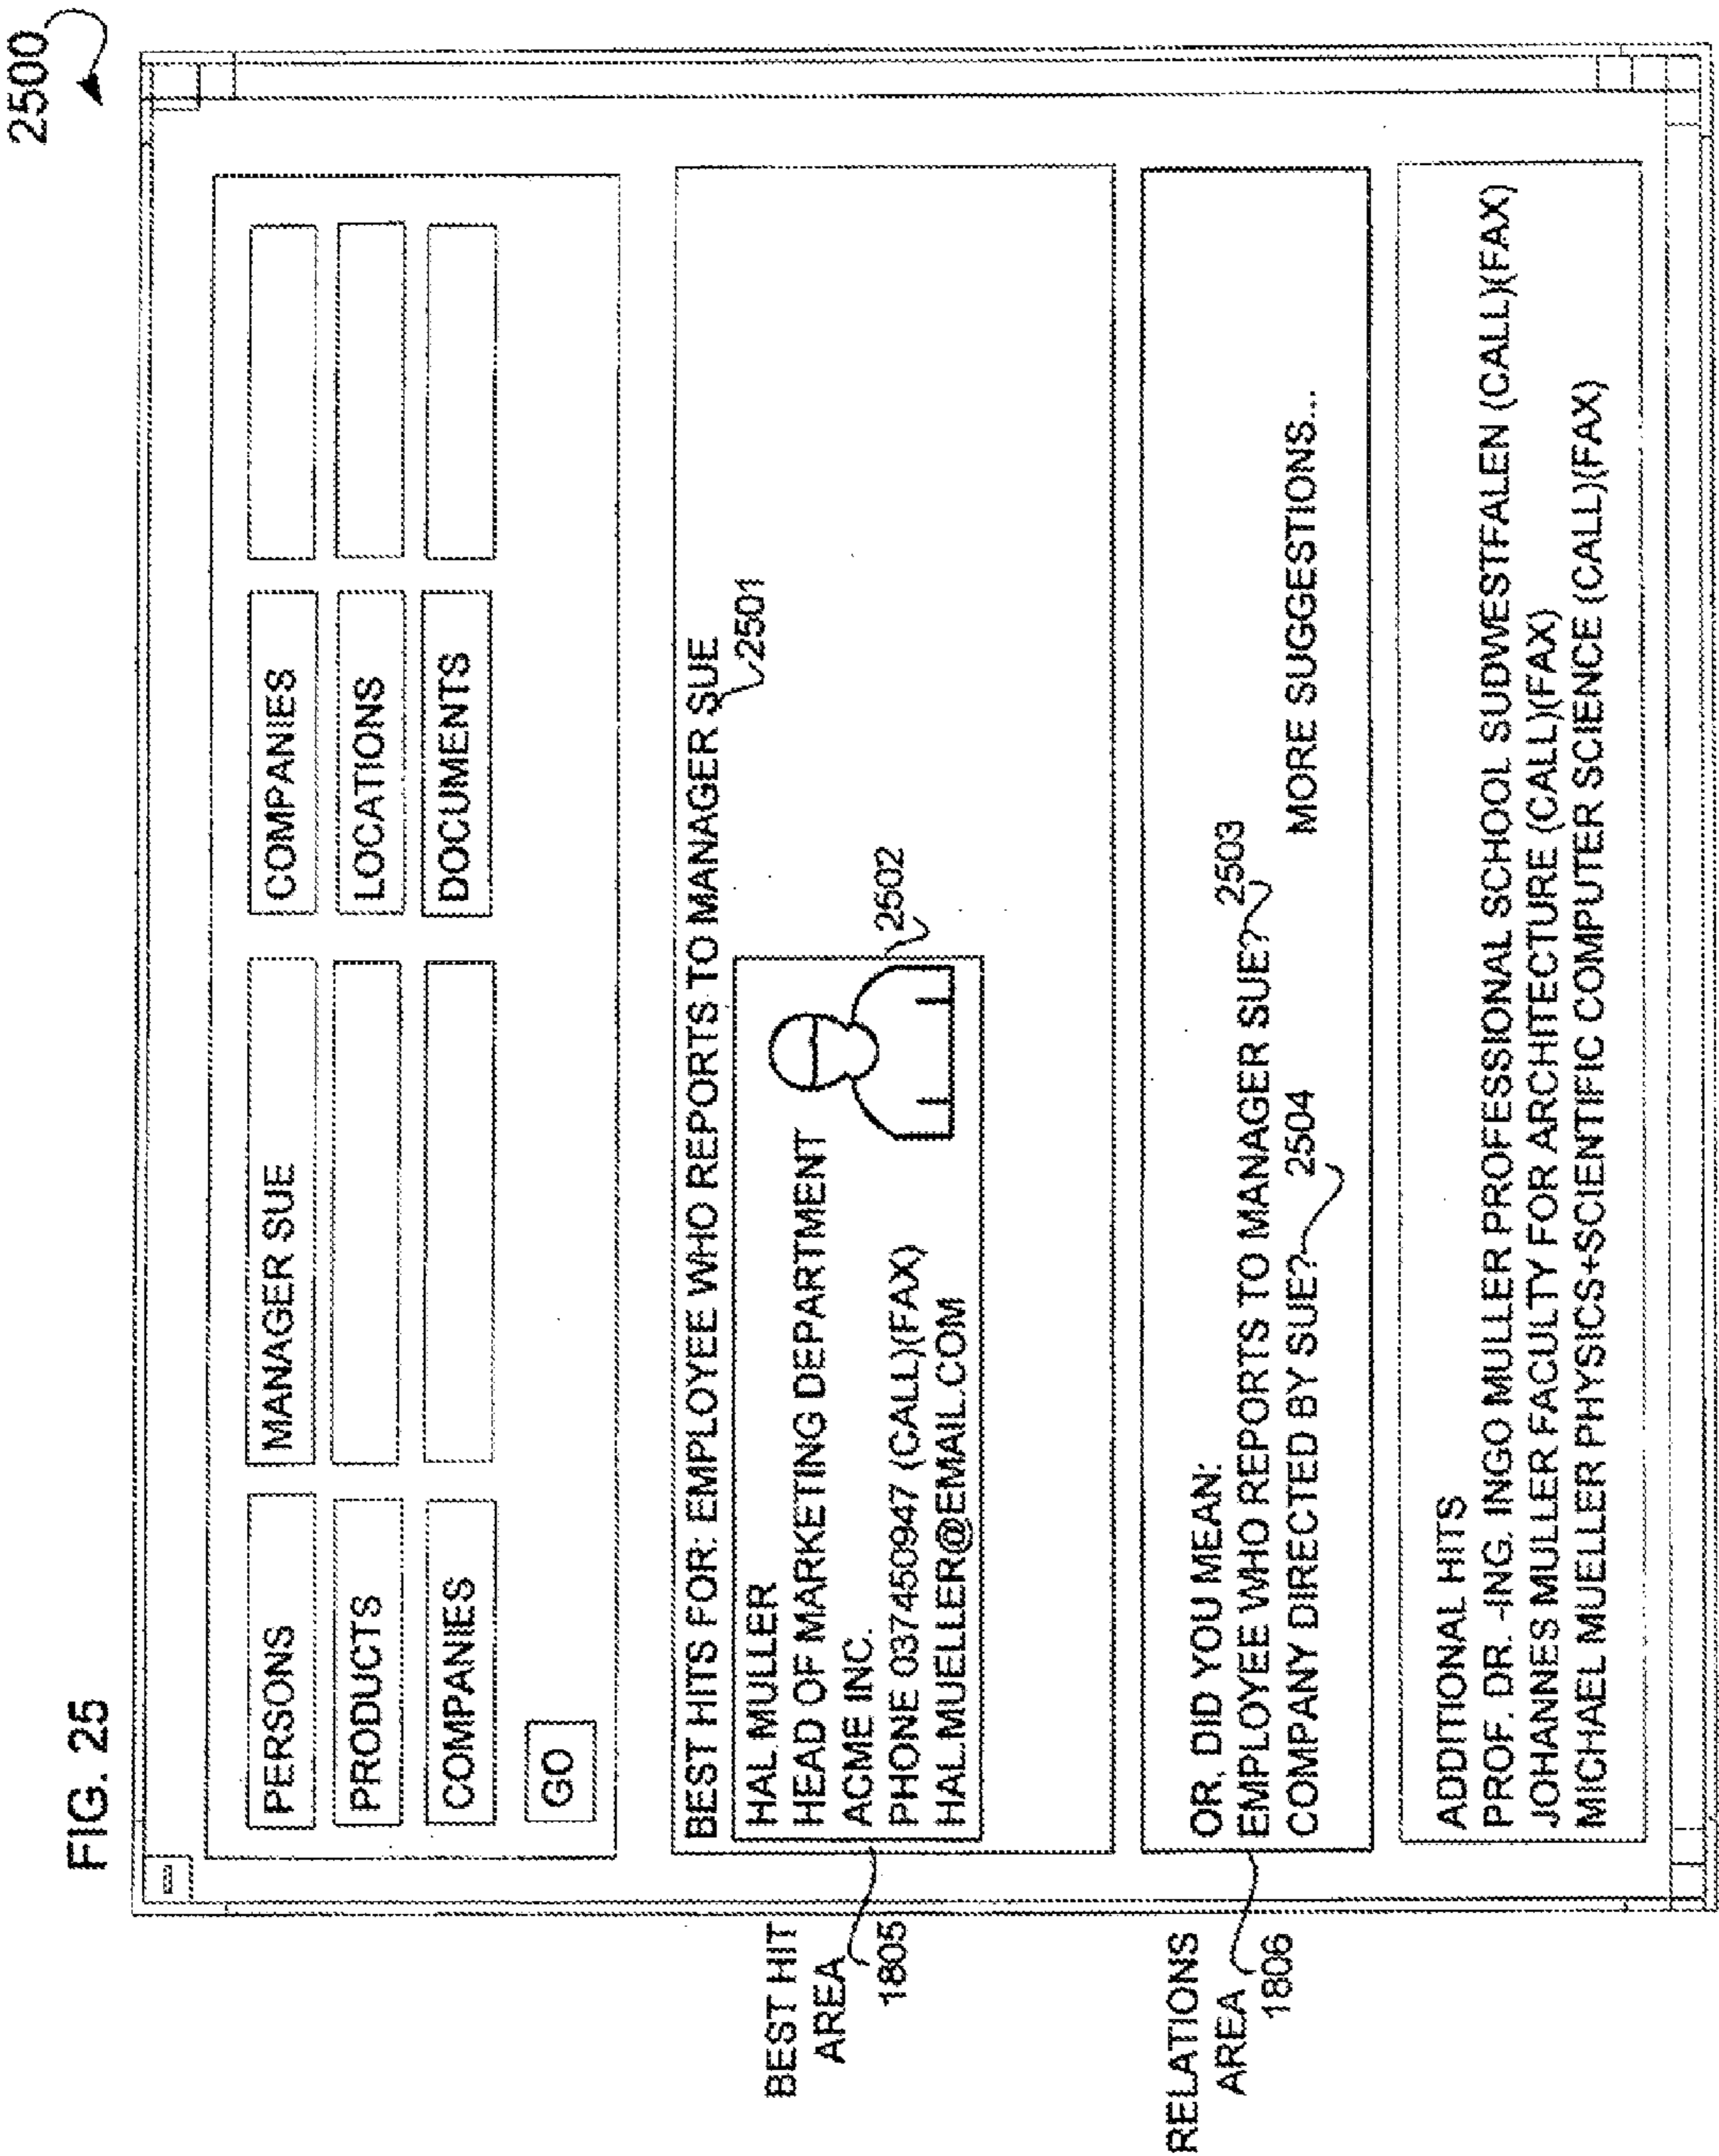 FIG. 25
2500
PERSONS
MANAGER SUE
COMPANIES
PRODUCTS
LOCATIONS
COMPANIES
DOCUMENTS
GO
BEST HITS FOR: EMPLOYEE WHO REPORTS TO MANAGER SUE
2501
HAL MULLER
HEAD OF MARKETING DEPARTMENT
ACME INC.
PHONE 037450947 (CALL)(FAX)
HAL.MUELLER@EMAIL.COM
2502
BEST HIT
AREA
1805
OR, DID YOU MEAN:
EMPLOYEE WHO REPORTS TO MANAGER SUE? 2503
COMPANY DIRECTED BY SUE? 2504
MORE SUGGESTIONS...
RELATIONS
AREA
1806
ADDITIONAL HITS
PROF. DR. -ING. INGO MULLER PROFESSIONAL SCHOOL SUDWESTFALEN (CALL)(FAX)
JOHANNES MULLER FACULTY FOR ARCHITECTURE (CALL)(FAX)
MICHAEL MUELLER PHYSICS+SCIENTIFIC COMPUTER SCIENCE (CALL)(FAX)